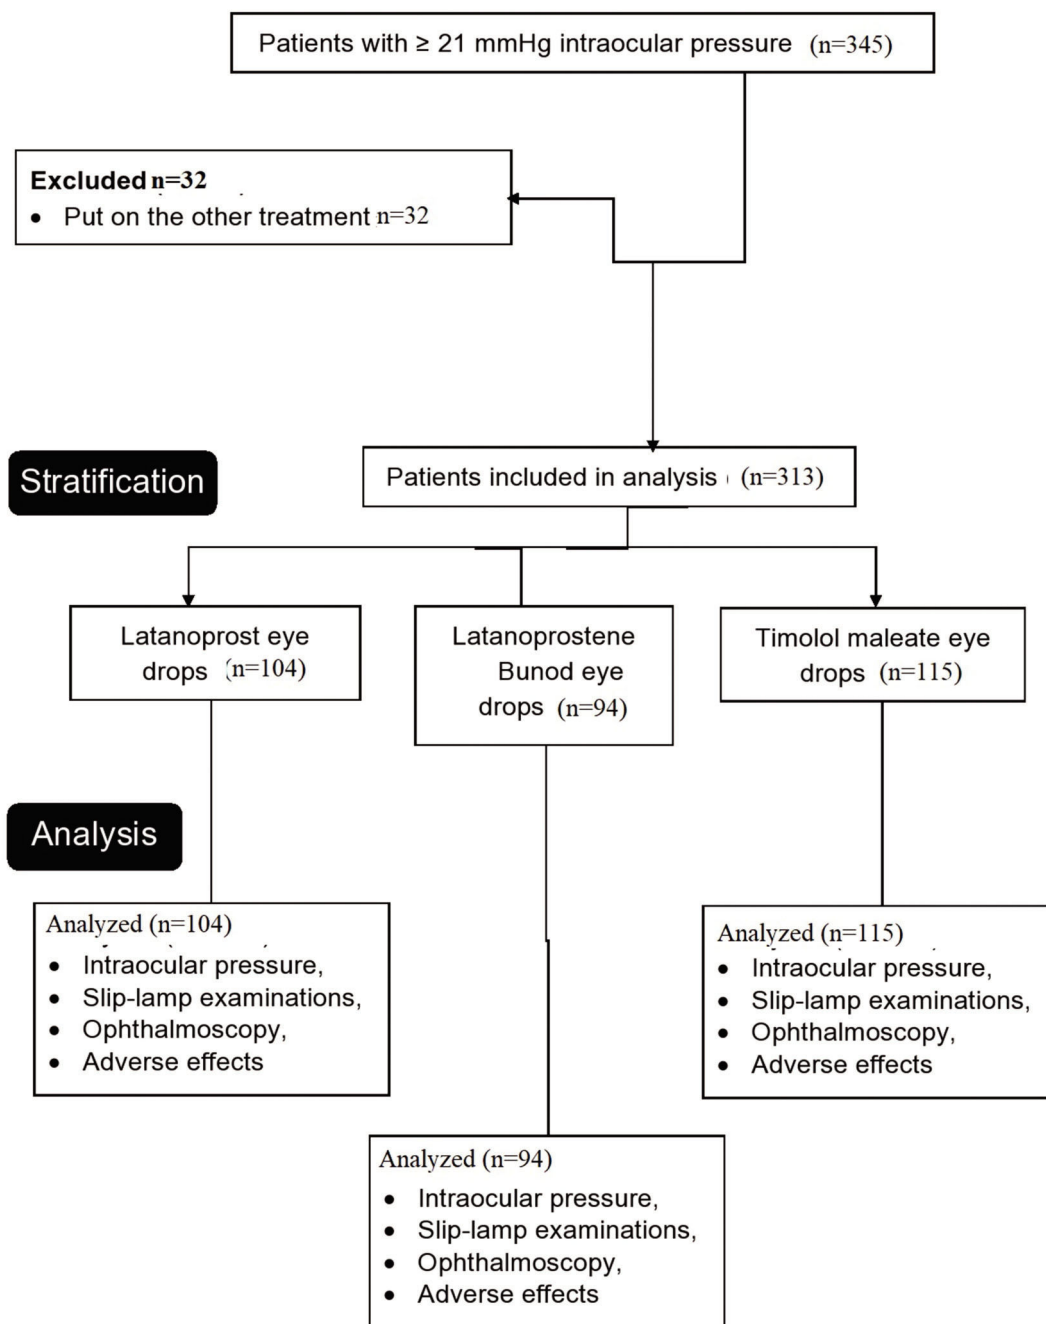 Patients with ≥ 21 mmHg intraocular pressure (n=345)
Excluded n=32
• Put on the other treatment n=32
Stratification
Patients included in analysis (n=313)
Latanoprost eye
drops (n=104)
Latanoprostene
Bunod eye
drops (n=94)
Timolol maleate eye
drops (n=115)
Analysis
Analyzed (n=104)
• Intraocular pressure,
• Slip-lamp examinations,
• Ophthalmoscopy,
• Adverse effects
Analyzed (n=115)
• Intraocular pressure,
• Slip-lamp examinations,
• Ophthalmoscopy,
• Adverse effects
Analyzed (n=94)
• Intraocular pressure,
• Slip-lamp examinations,
• Ophthalmoscopy,
• Adverse effects